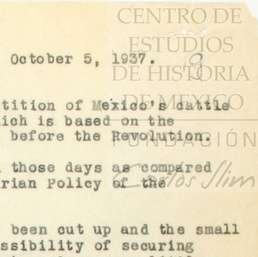 CENTRO DE
ESTUDIOS
October 5, 1937. 3
DE HISTORIA
DE MEXICO
tition of Mexico's cattle
ich is based on the
before the Revolution.
FUNDACIÓN
those days as compared
Carlos Slim
rian Policy of the
been cut up and the small
ssibility of securing